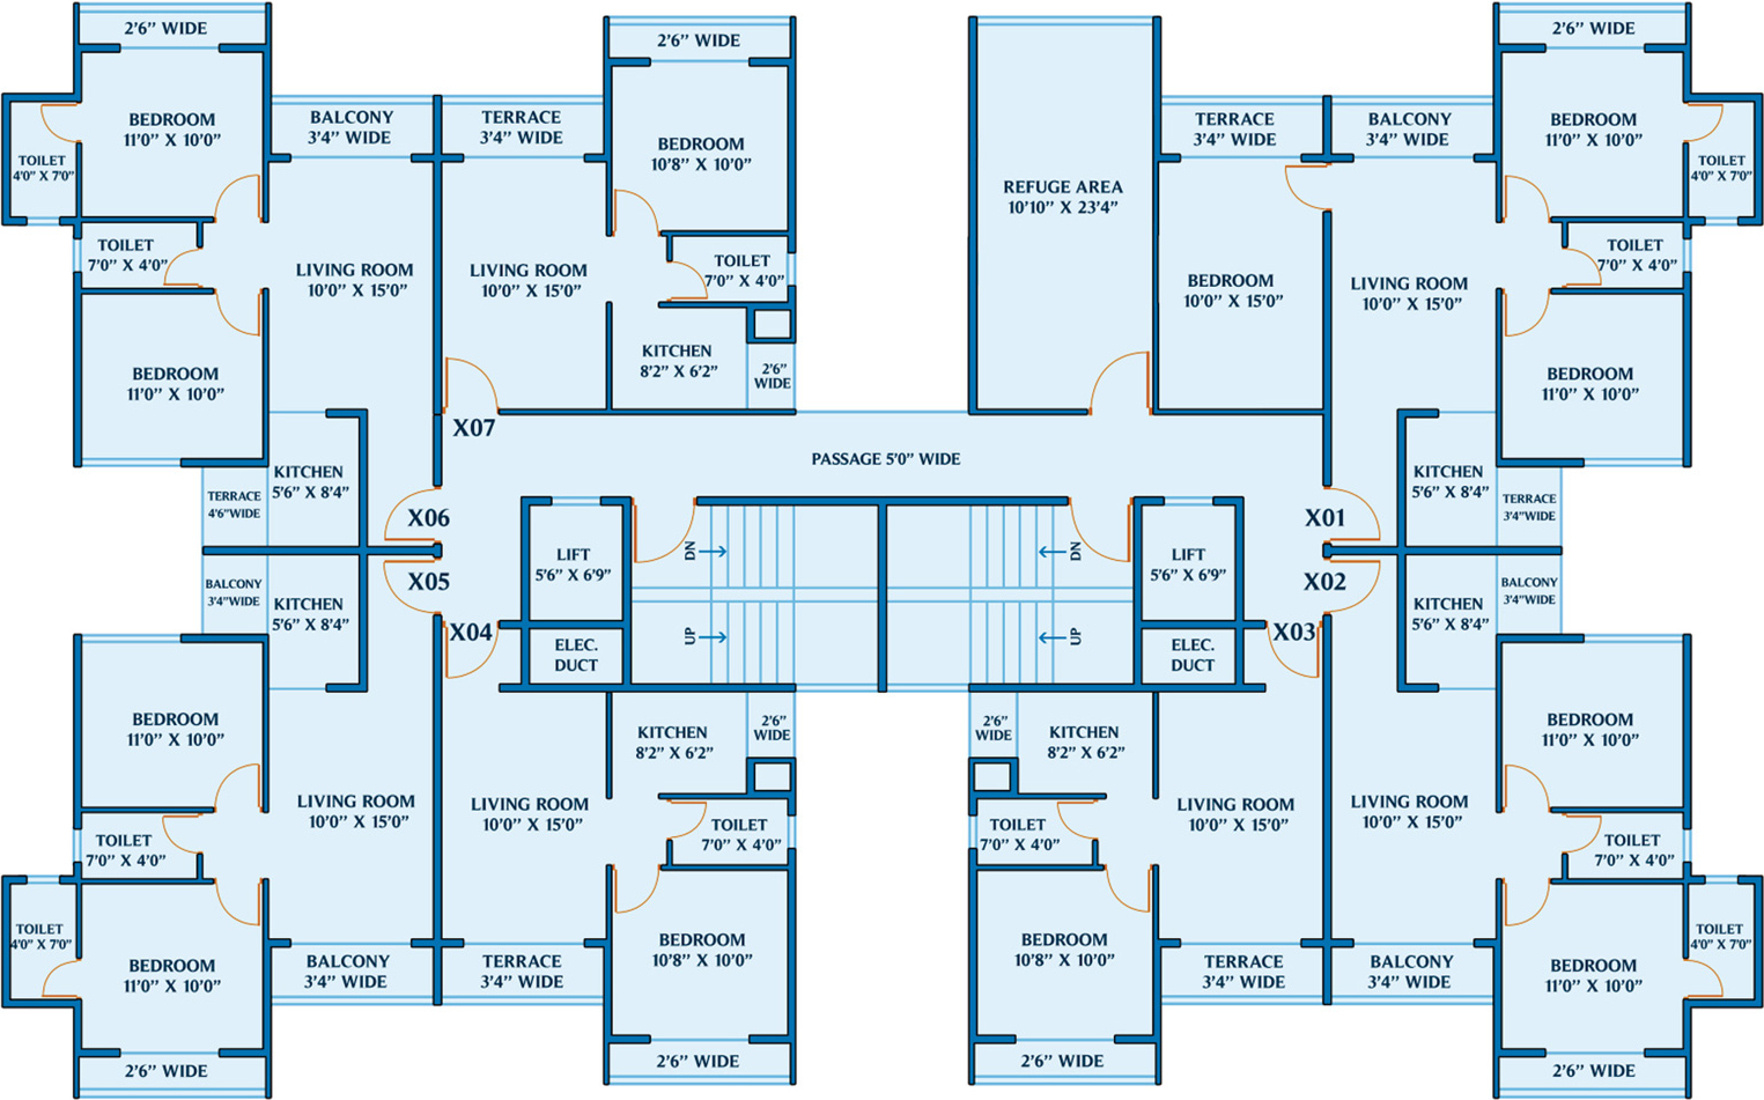 2'6'' WIDE
2'6'' WIDE
2'6'' WIDE
BEDROOM
11'0'' X 10'0''
BALCONY
3'4'' WIDE
TERRACE
3'4'' WIDE
BEDROOM
10'8'' X 10'0''
TOILET
4'0'' X 7'0''
REFUGE AREA
10'10'' X 23'4''
TERRACE
3'4'' WIDE
BALCONY
3'4'' WIDE
BEDROOM
11'0'' X 10'0''
TOILET
4'0'' X 7'0''
TOILET
7'0'' X 4'0''
LIVING ROOM
10'0'' X 15'0''
LIVING ROOM
10'0'' X 15'0''
TOILET
7'0'' X 4'0''
BEDROOM
10'0'' X 15'0''
LIVING ROOM
10'0'' X 15'0''
TOILET
7'0'' X 4'0''
BEDROOM
11'0'' X 10'0''
KITCHEN
8'2'' X 6'2''
2'6''
WIDE
BEDROOM
11'0'' X 10'0''
X07
PASSAGE 5'0'' WIDE
KITCHEN
5'6'' X 8'4''
TERRACE
4'6''WIDE
X06
X01
KITCHEN
5'6'' X 8'4''
TERRACE
3'4''WIDE
LIFT
5'6'' X 6'9''
DN
DN
LIFT
5'6'' X 6'9''
BALCONY
3'4''WIDE
KITCHEN
5'6'' X 8'4''
X05
X02
KITCHEN
5'6'' X 8'4''
BALCONY
3'4''WIDE
X04
ELEC.
DUCT
UP
UP
ELEC.
DUCT
X03
BEDROOM
11'0'' X 10'0''
KITCHEN
8'2'' X 6'2''
2'6''
WIDE
2'6''
WIDE
KITCHEN
8'2'' X 6'2''
BEDROOM
11'0'' X 10'0''
LIVING ROOM
10'0'' X 15'0''
LIVING ROOM
10'0'' X 15'0''
LIVING ROOM
10'0'' X 15'0''
LIVING ROOM
10'0'' X 15'0''
TOILET
7'0'' X 4'0''
TOILET
7'0'' X 4'0''
TOILET
7'0'' X 4'0''
TOILET
7'0'' X 4'0''
TOILET
4'0'' X 7'0''
BEDROOM
11'0'' X 10'0''
BALCONY
3'4'' WIDE
TERRACE
3'4'' WIDE
BEDROOM
10'8'' X 10'0''
BEDROOM
10'8'' X 10'0''
TERRACE
3'4'' WIDE
BALCONY
3'4'' WIDE
BEDROOM
11'0'' X 10'0''
TOILET
4'0'' X 7'0''
2'6'' WIDE
2'6'' WIDE
2'6'' WIDE
2'6'' WIDE